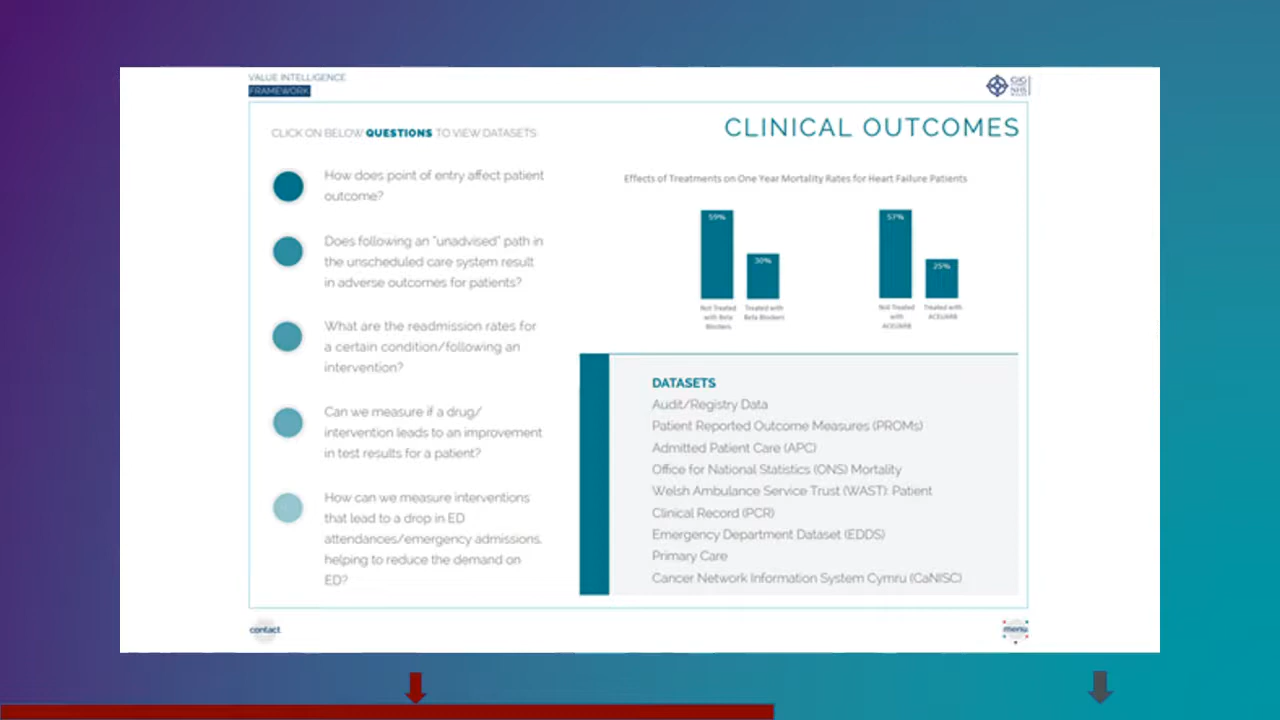 VALUE INTELLIGENCE
FRAMEWORK
GIG
NHS
CLINICAL OUTCOMES
CLICK ON BELOW QUESTIONS TO VIEW DATASETS:
How does point of entry affect patient
outcome?
Does following an "unadvised" path in
the unscheduled care system result
in adverse outcomes for patients?
What are the readmission rates for
a certain condition/following an
intervention?
Can we measure if a drug/
intervention leads to an improvement
in test results for a patient?
How can we measure interventions
that lead to a drop in ED
attendances/emergency admissions,
helping to reduce the demand on
ED?
Effects of Treatments on One Year Mortality Rates for Heart Failure Patients
59%
30%
57%
25%
Not Treated
with Beta
Blockers
Treated with
Beta Blockers
Not Treated
with
ACEI/ARB
Treated with
ACEI/ARB
DATASETS
Audit/Registry Data
Patient Reported Outcome Measures (PROMs)
Admitted Patient Care (APC)
Office for National Statistics (ONS) Mortality
Welsh Ambulance Service Trust (WAST): Patient
Clinical Record (PCR)
Emergency Department Dataset (EDDS)
Primary Care
Cancer Network Information System Cymru (CaNISC)
contact
menu